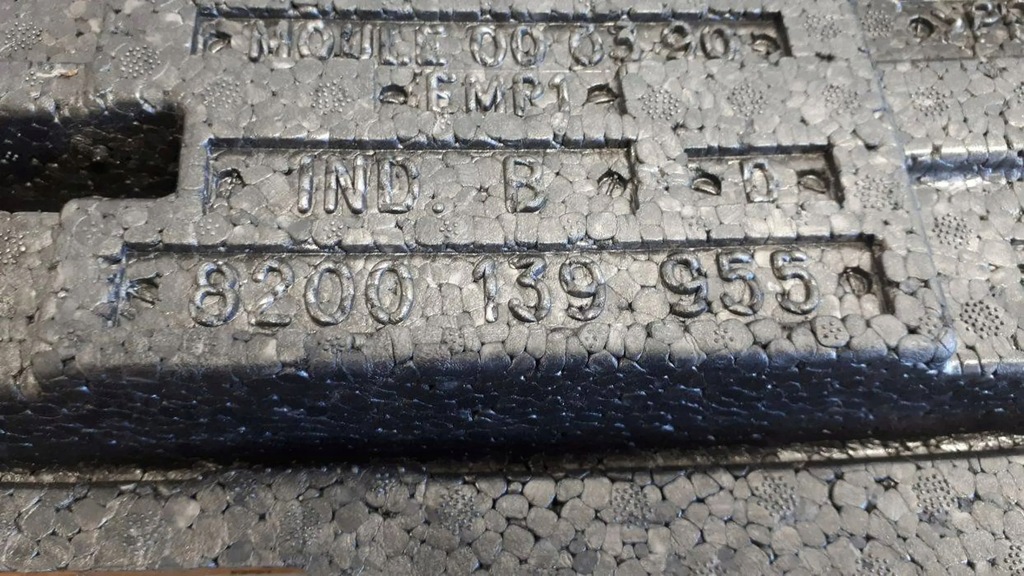 MOULE 00 03 90
EMP1
IND. B D
8200 139 955